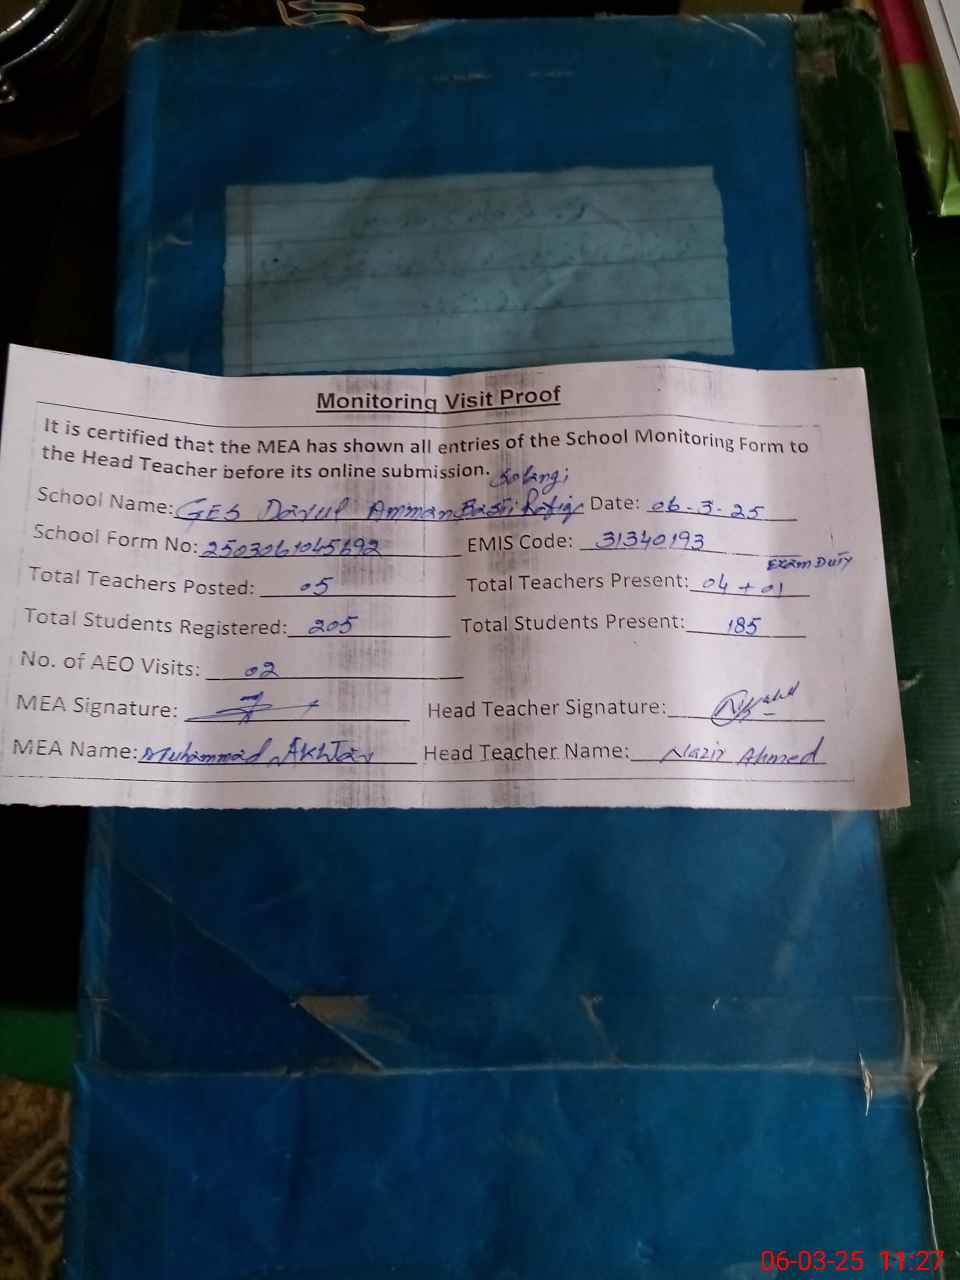 Monitoring Visit Proof
It is certified that the MEA has shown all entries of the School Monitoring Form to
the Head Teacher before its online submission.
School Name: GES Darul Amman Basti Rafiq Date: 06-3-25
School Form No: EMIS Code: 31340193
Exam Duty
Total Teachers Posted: 05 Total Teachers Present: 04 + 01
Total Students Registered: 205 Total Students Present: 185
No. of AEO Visits: 02
MEA Signature: Head Teacher Signature:
MEA Name: Muhammad Akhtar Head Teacher Name: Nazir Ahmed
06-03-25 11:27